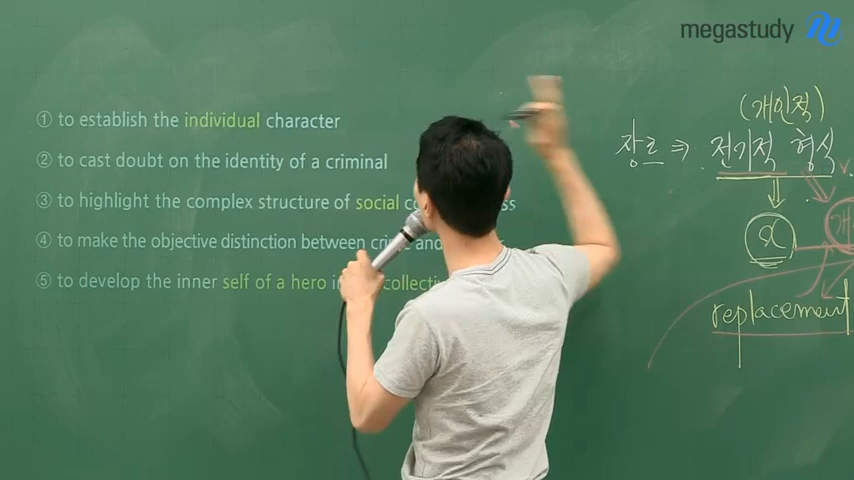 megastudy
① to establish the individual character
② to cast doubt on the identity of a criminal
③ to highlight the complex structure of social
④ to make the objective distinction between and
⑤ to develop the inner self of a hero
(개인적)
장르 ⇒ 전기적 형식
replacement